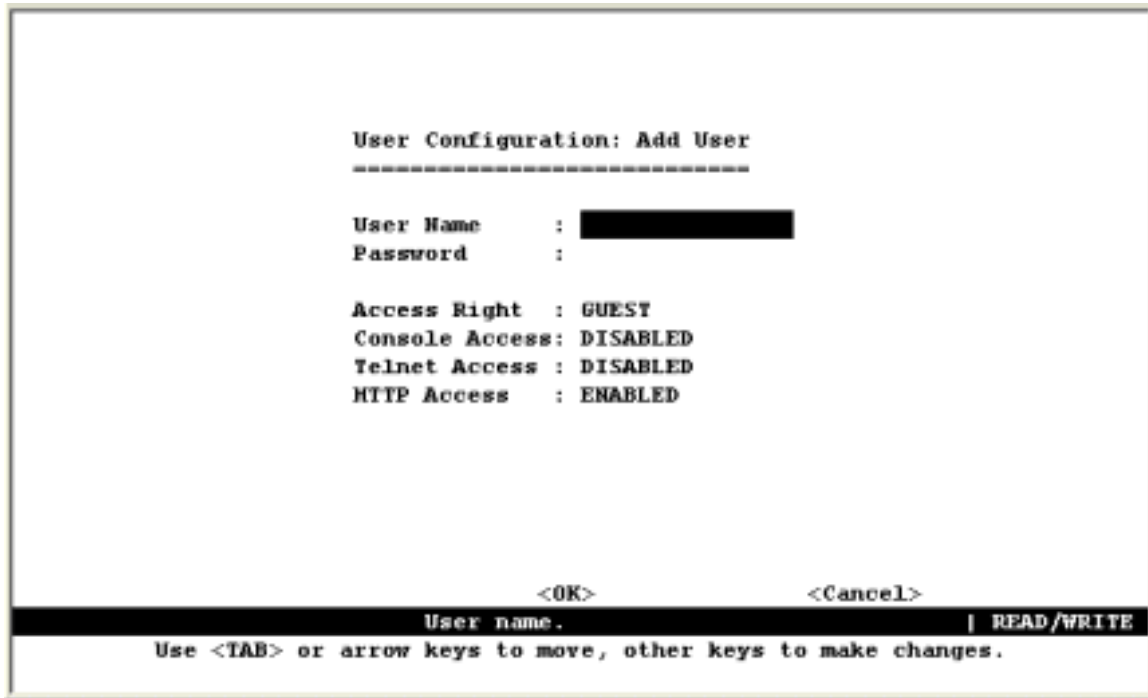 User Configuration: Add User
============================
User Name :
Password :
Access Right : GUEST
Console Access: DISABLED
Telnet Access : DISABLED
HTTP Access : ENABLED
<OK> <Cancel>
User name. | READ/WRITE
Use <TAB> or arrow keys to move, other keys to make changes.